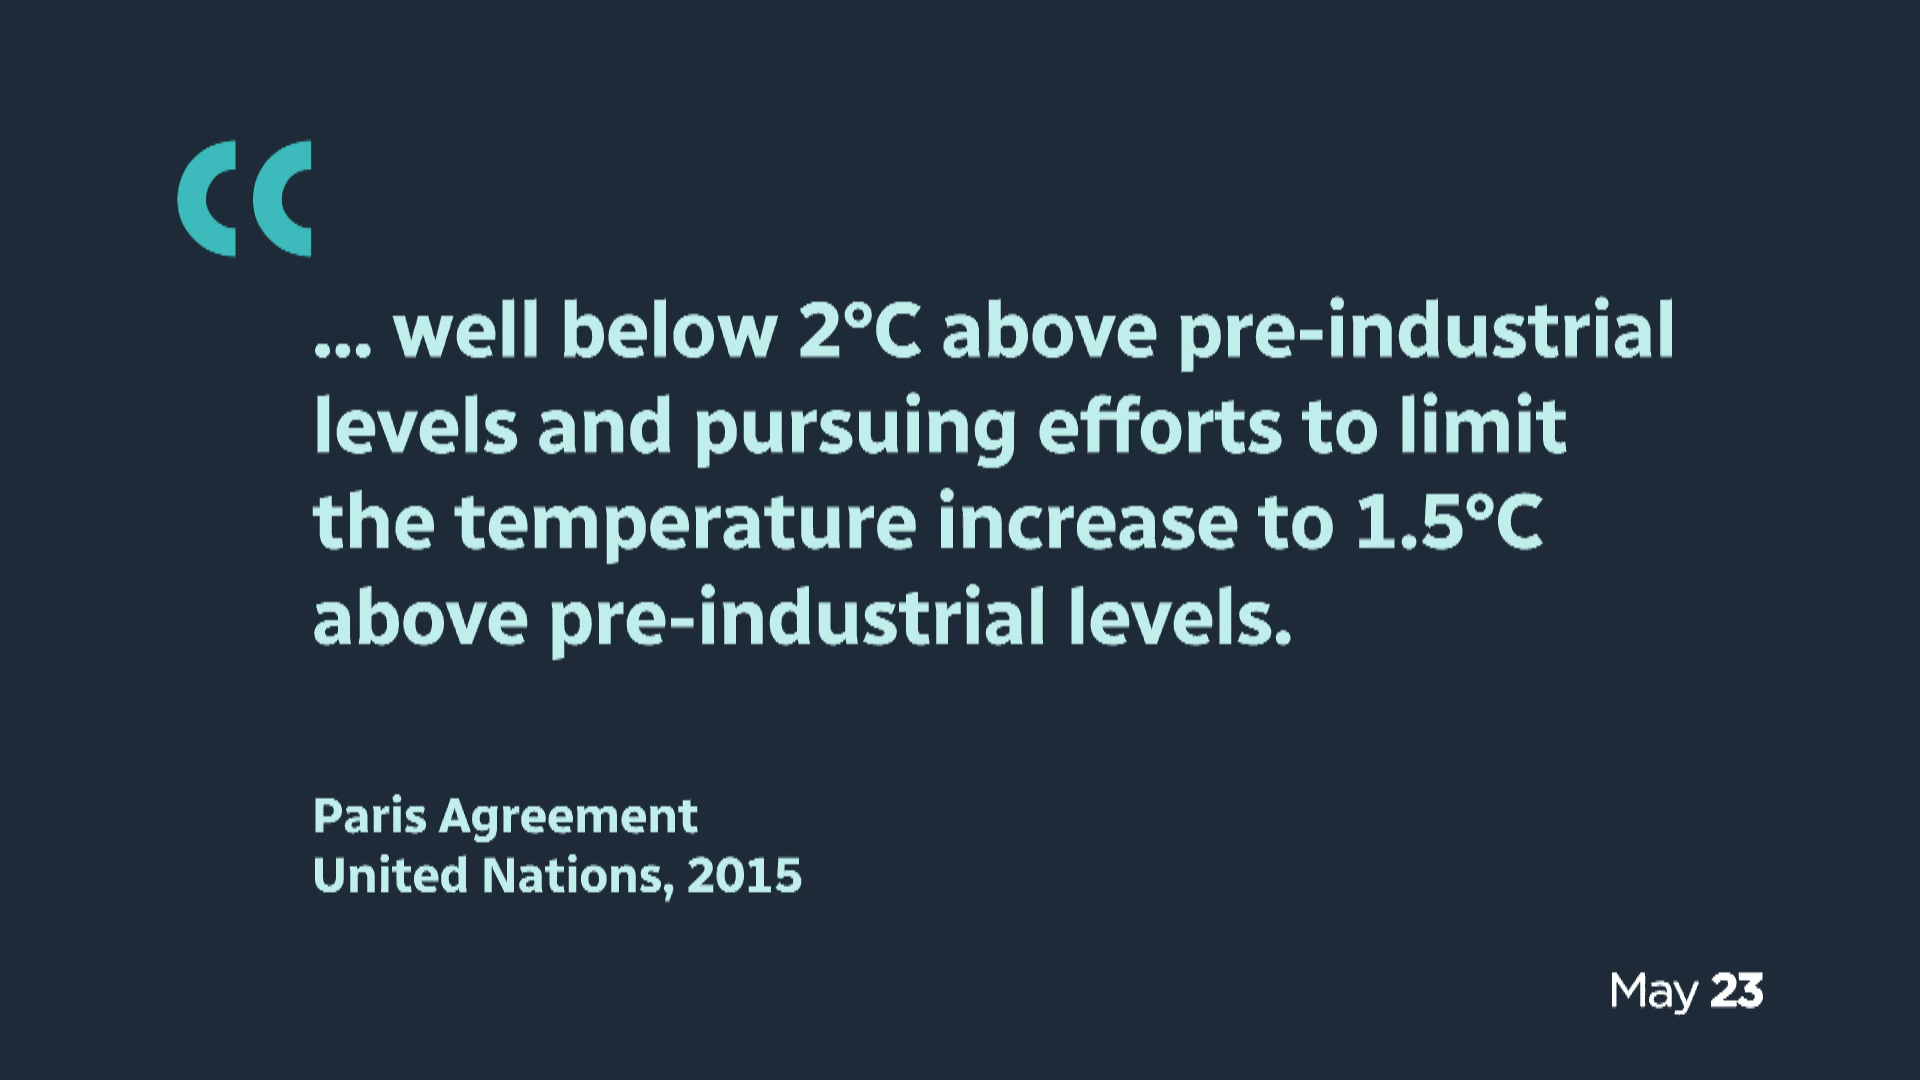 ... well below 2°C above pre-industrial
levels and pursuing efforts to limit
the temperature increase to 1.5°C
above pre-industrial levels.
Paris Agreement
United Nations, 2015
May 23